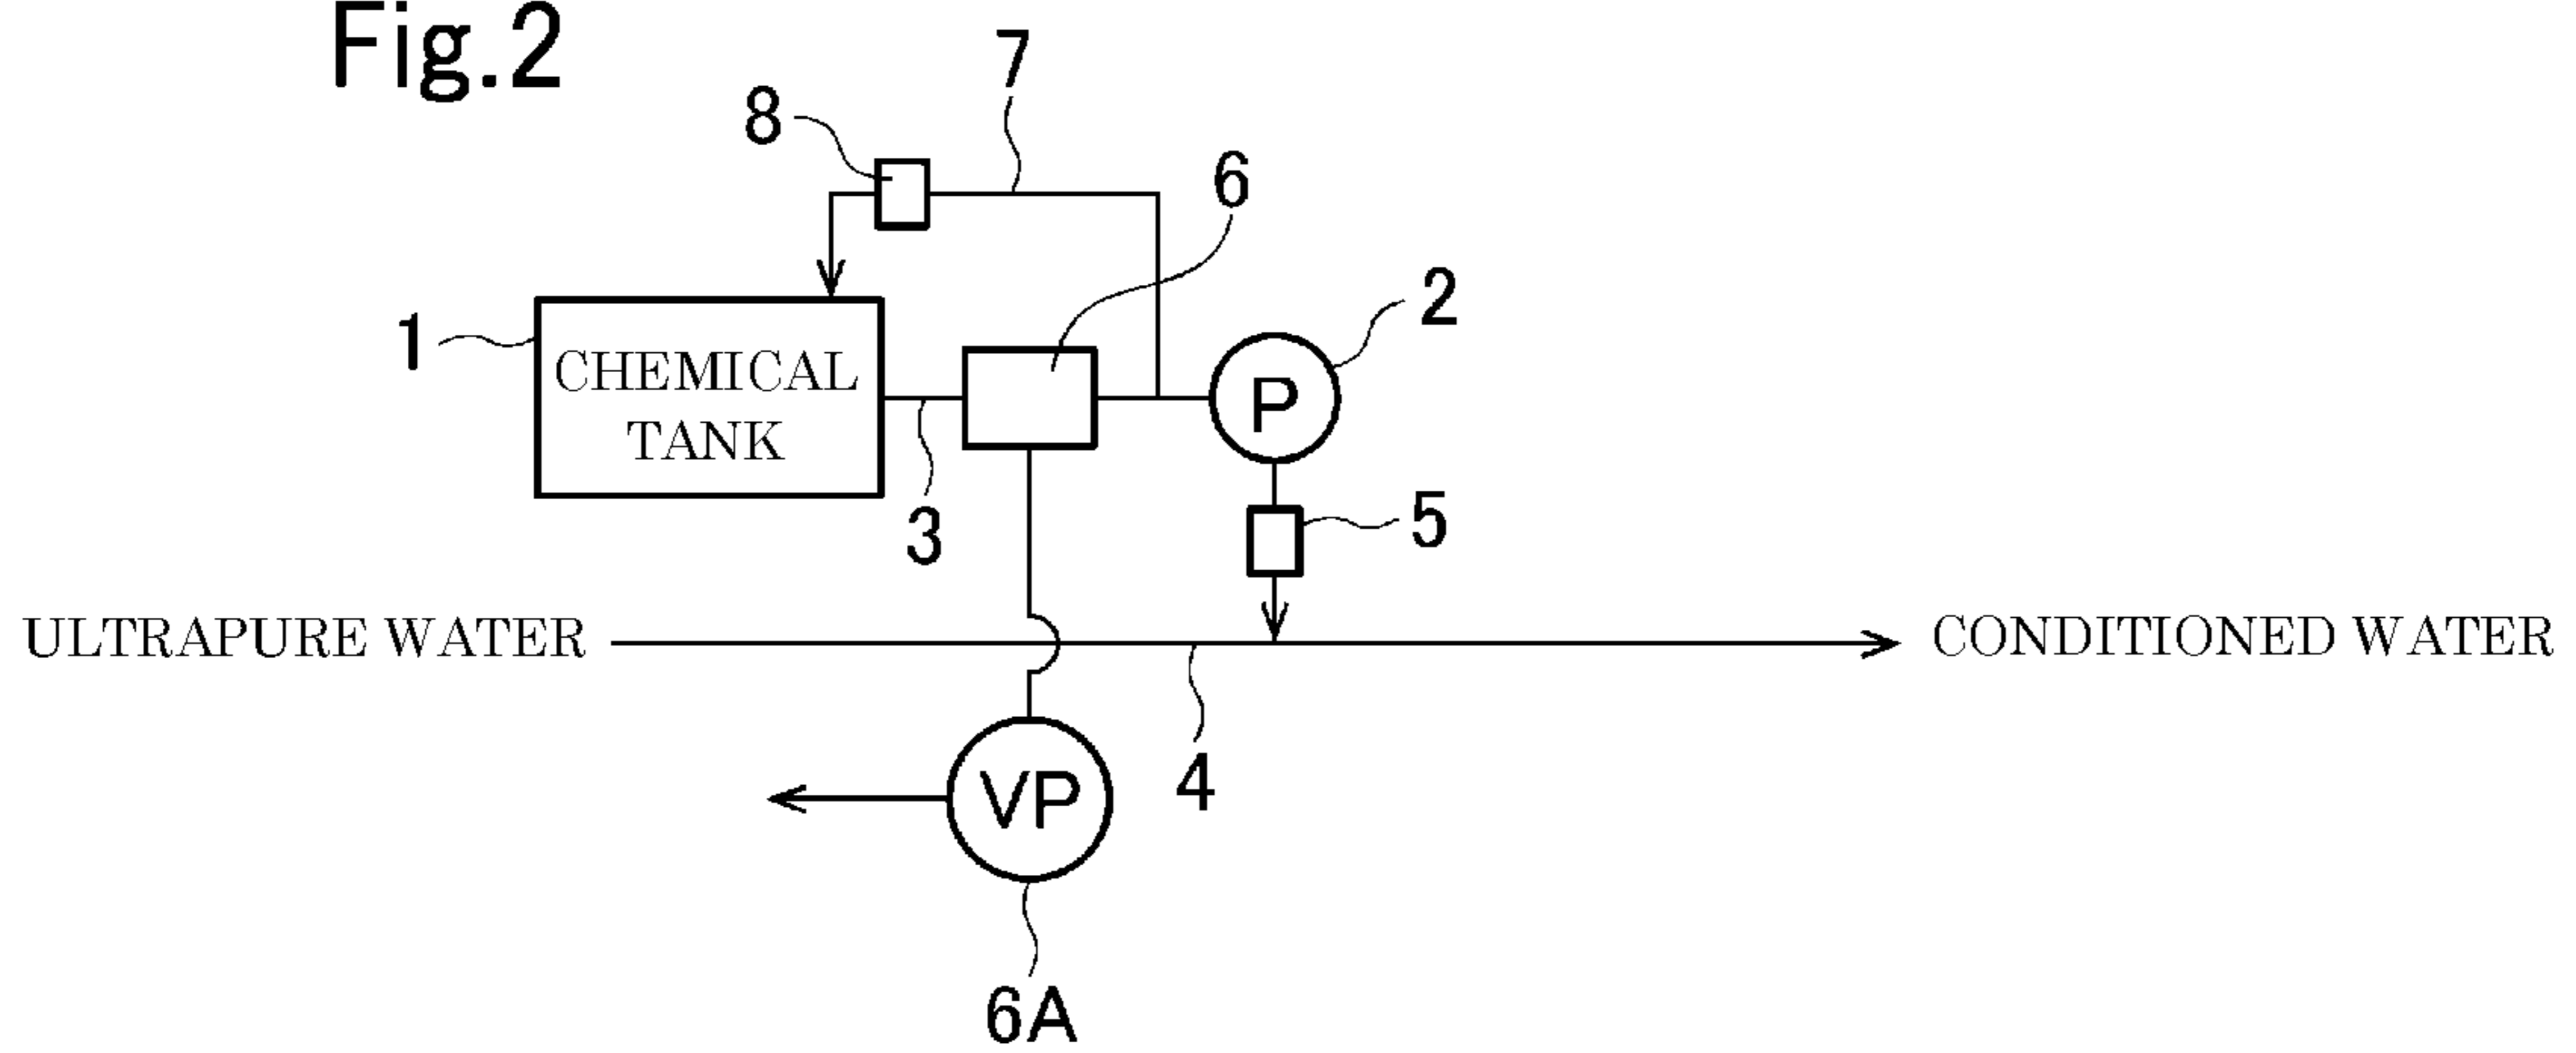 Fig.2
7
8
6
2
1
CHEMICAL
TANK
P
3
5
ULTRAPURE WATER
CONDITIONED WATER
4
VP
6A